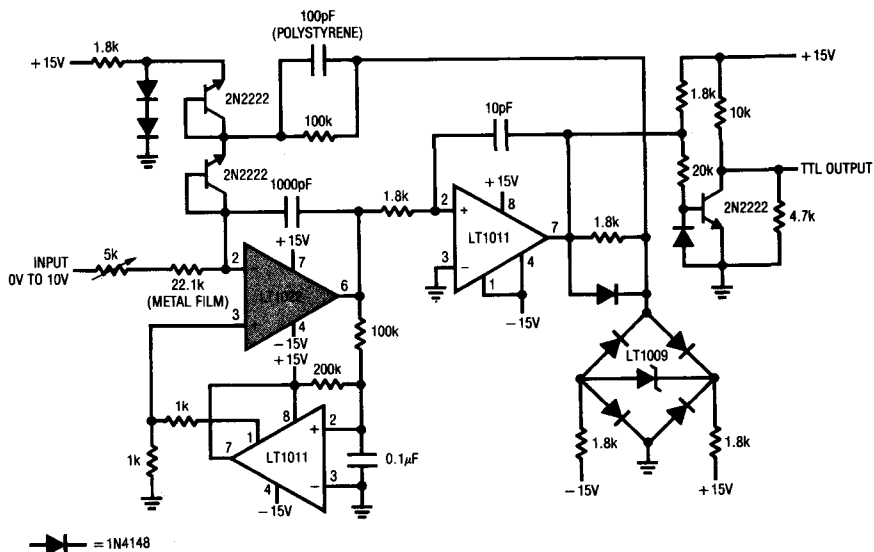 100pF
(POLYSTYRENE)
+15V
1.8k
2N2222
100k
2N2222
1000pF
10pF
+15V
1.8k
10k
20k
TTL OUTPUT
2N2222
4.7k
1.8k
2
+
3
−
+15V
8
LT1011
7
1
4
−15V
1.8k
INPUT
0V TO 10V
5k
22.1k
(METAL FILM)
2
−
3
+
+15V
7
LT1022
6
4
−15V
+15V
100k
200k
1k
1k
8
1
7
LT1011
+
2
−
3
4
−15V
0.1µF
LT1009
1.8k
1.8k
−15V
+15V
= 1N4148